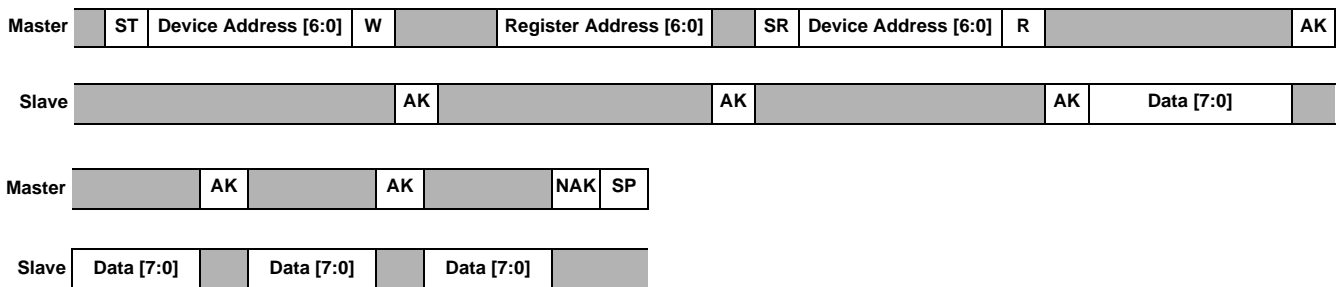 Master ST Device Address [6:0] W Register Address [6:0] SR Device Address [6:0] R AK
Slave AK AK AK Data [7:0]
Master AK AK NAK SP
Slave Data [7:0] Data [7:0] Data [7:0]